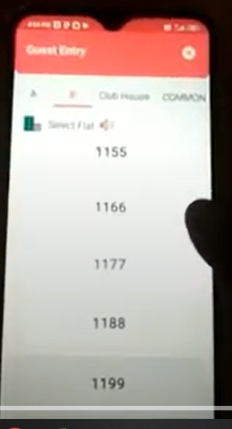 Guest Entry
A
Club House COMMON
Select Flat
1155
1166
1177
1188
1199